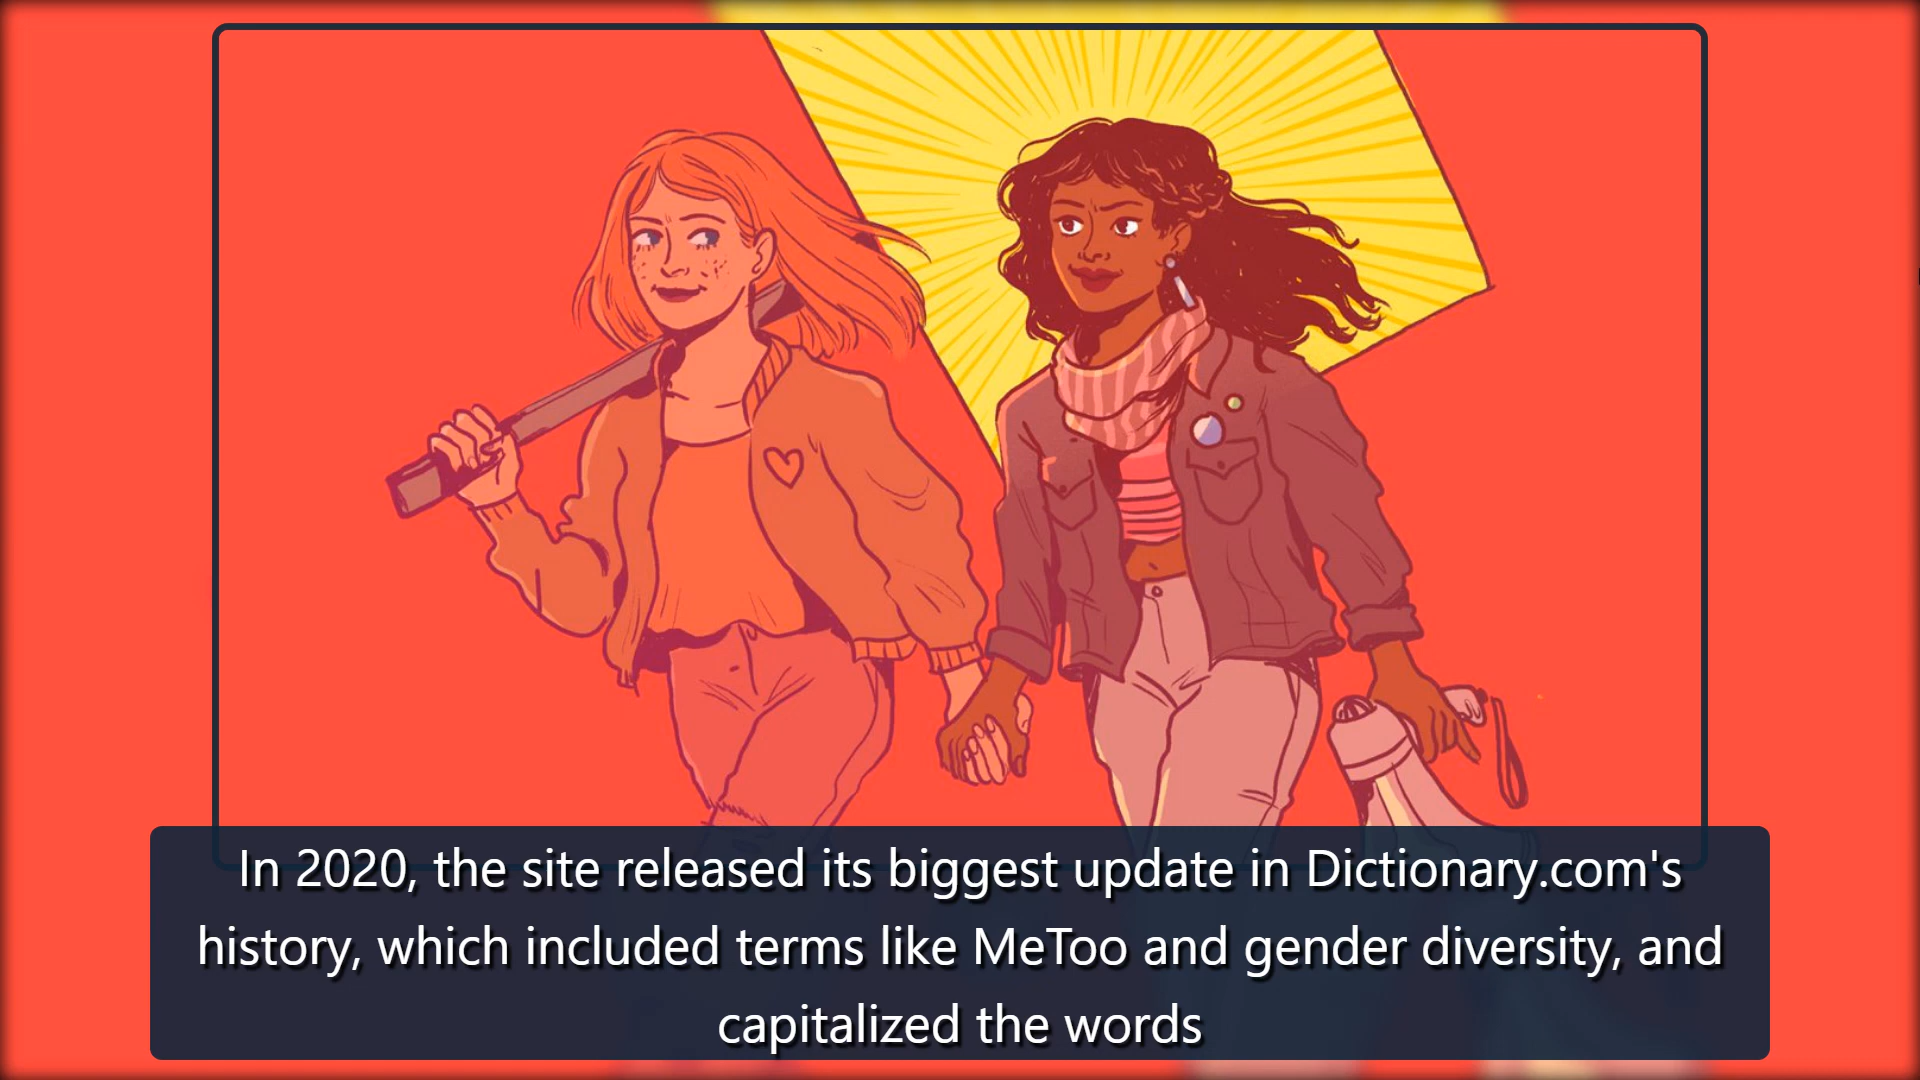 In 2020, the site released its biggest update in Dictionary.com's
history, which included terms like MeToo and gender diversity, and
capitalized the words